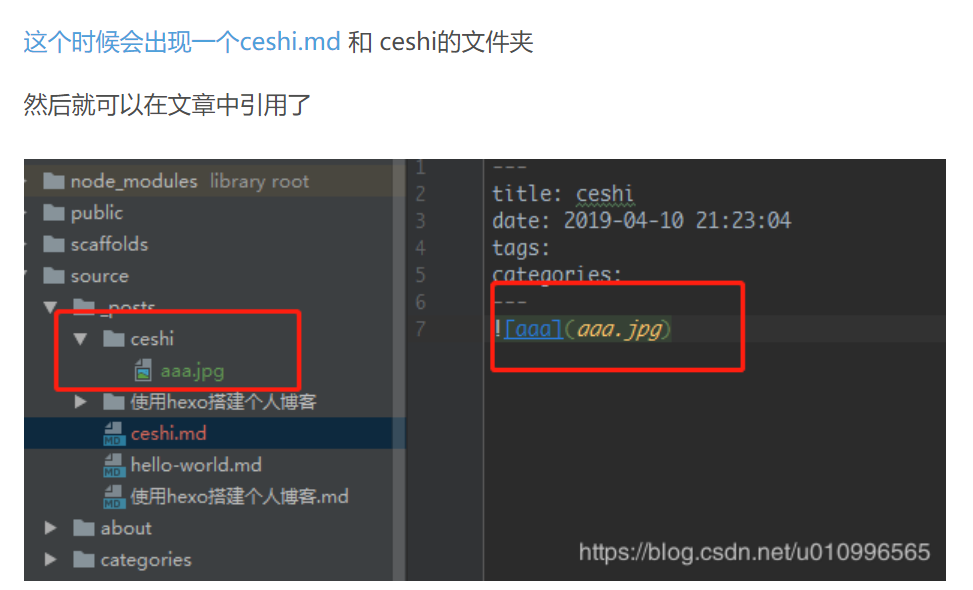 这个时候会出现一个ceshi.md 和 ceshi的文件夹
然后就可以在文章中引用了
node_modules library root
public
scaffolds
source
_posts
ceshi
aaa.jpg
使用hexo搭建个人博客
ceshi.md
hello-world.md
使用hexo搭建个人博客.md
about
categories
1 ---
2 title: ceshi
3 date: 2019-04-10 21:23:04
4 tags:
5 categories:
6 ---
7 ![aaa](aaa.jpg)
https://blog.csdn.net/u010996565